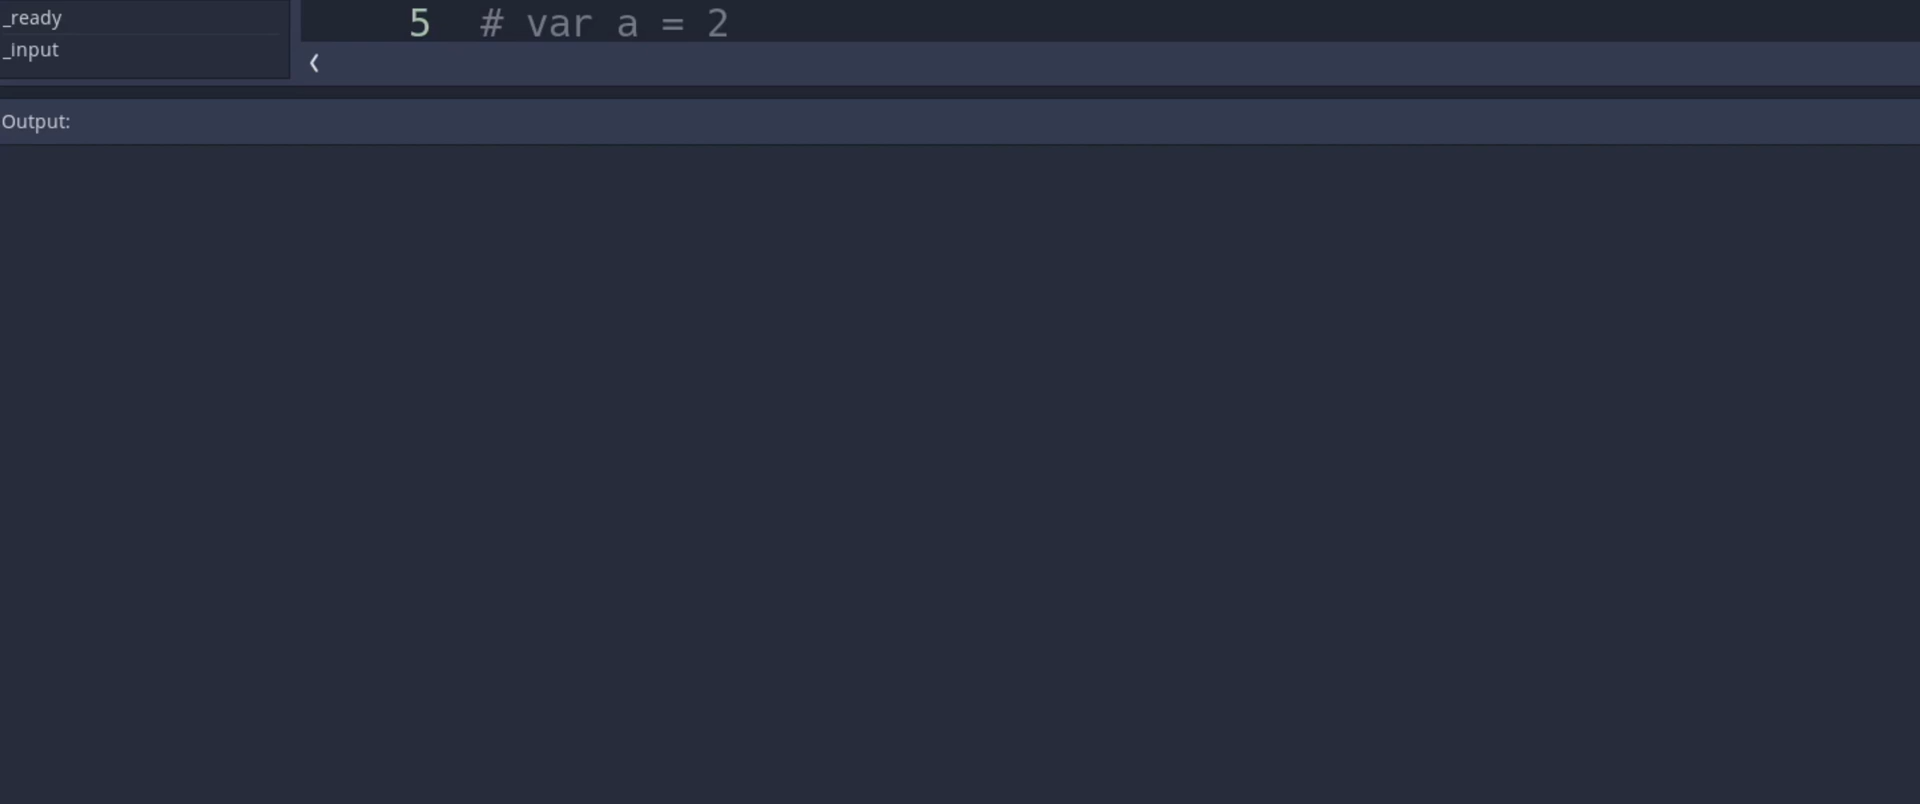 _ready
_input
5 # var a = 2
Output: